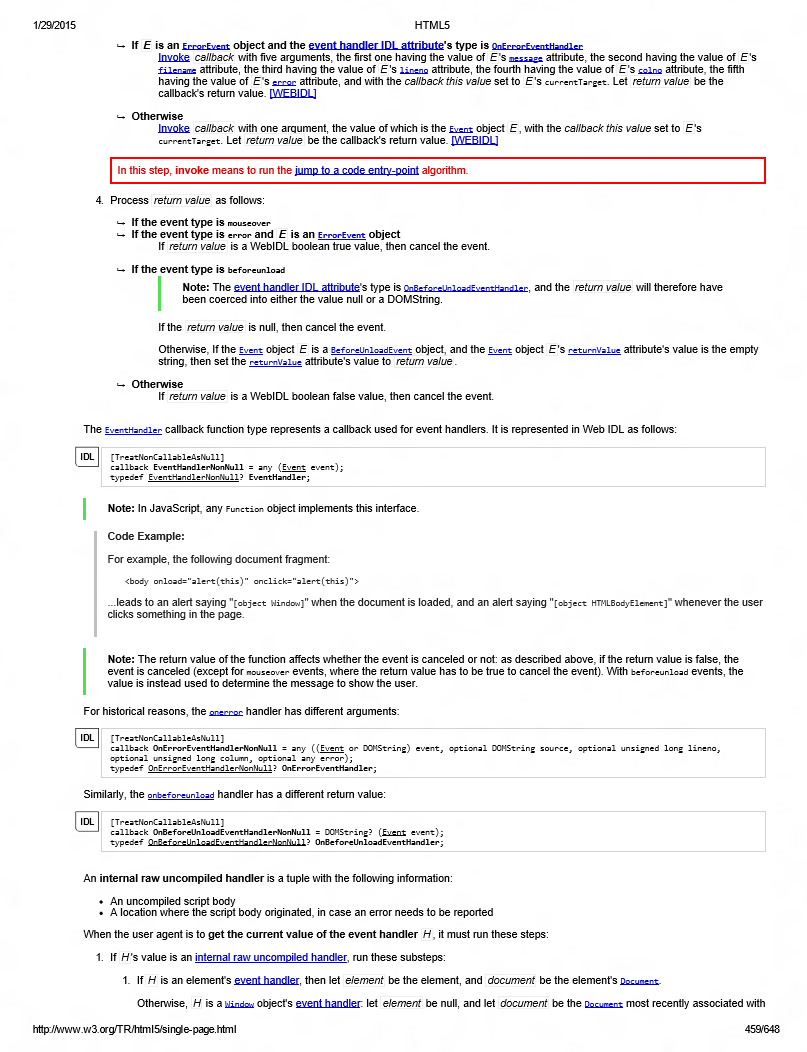 1/29/2015 HTML5
↪ If E is an ErrorEvent object and the event handler IDL attribute's type is OnErrorEventHandler
Invoke callback with five arguments, the first one having the value of E's message attribute, the second having the value of E's
filename attribute, the third having the value of E's lineno attribute, the fourth having the value of E's colno attribute, the fifth
having the value of E's error attribute, and with the callback this value set to E's currentTarget. Let return value be the
callback's return value. [WEBIDL]
↪ Otherwise
Invoke callback with one argument, the value of which is the Event object E, with the callback this value set to E's
currentTarget. Let return value be the callback's return value. [WEBIDL]
In this step, invoke means to run the jump to a code entry-point algorithm.
4. Process return value as follows:
↪ If the event type is mouseover
↪ If the event type is error and E is an ErrorEvent object
If return value is a WebIDL boolean true value, then cancel the event.
↪ If the event type is beforeunload
Note: The event handler IDL attribute's type is OnBeforeUnloadEventHandler, and the return value will therefore have
been coerced into either the value null or a DOMString.
If the return value is null, then cancel the event.
Otherwise, If the Event object E is a BeforeUnloadEvent object, and the Event object E's returnValue attribute's value is the empty
string, then set the returnValue attribute's value to return value.
↪ Otherwise
If return value is a WebIDL boolean false value, then cancel the event.
The EventHandler callback function type represents a callback used for event handlers. It is represented in Web IDL as follows:
IDL [TreatNonCallableAsNull]
callback EventHandlerNonNull = any (Event event);
typedef EventHandlerNonNull? EventHandler;
Note: In JavaScript, any Function object implements this interface.
Code Example:
For example, the following document fragment:
<body onload="alert(this)" onclick="alert(this)">
...leads to an alert saying "[object Window]" when the document is loaded, and an alert saying "[object HTMLBodyElement]" whenever the user
clicks something in the page.
Note: The return value of the function affects whether the event is canceled or not: as described above, if the return value is false, the
event is canceled (except for mouseover events, where the return value has to be true to cancel the event). With beforeunload events, the
value is instead used to determine the message to show the user.
For historical reasons, the onerror handler has different arguments:
IDL [TreatNonCallableAsNull]
callback OnErrorEventHandlerNonNull = any ((Event or DOMString) event, optional DOMString source, optional unsigned long lineno,
optional unsigned long column, optional any error);
typedef OnErrorEventHandlerNonNull? OnErrorEventHandler;
Similarly, the onbeforeunload handler has a different return value:
IDL [TreatNonCallableAsNull]
callback OnBeforeUnloadEventHandlerNonNull = DOMString? (Event event);
typedef OnBeforeUnloadEventHandlerNonNull? OnBeforeUnloadEventHandler;
An internal raw uncompiled handler is a tuple with the following information:
• An uncompiled script body
• A location where the script body originated, in case an error needs to be reported
When the user agent is to get the current value of the event handler H, it must run these steps:
1. If H's value is an internal raw uncompiled handler, run these substeps:
1. If H is an element's event handler, then let element be the element, and document be the element's Document.
Otherwise, H is a Window object's event handler: let element be null, and let document be the Document most recently associated with
http://www.w3.org/TR/html5/single-page.html 459/648